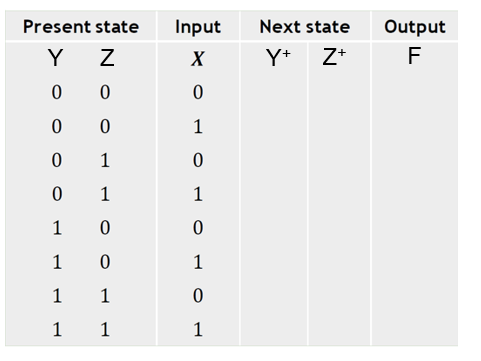 Present state Input Next state Output
Y Z X Y+ Z+ F
0 0 0
0 0 1
0 1 0
0 1 1
1 0 0
1 0 1
1 1 0
1 1 1